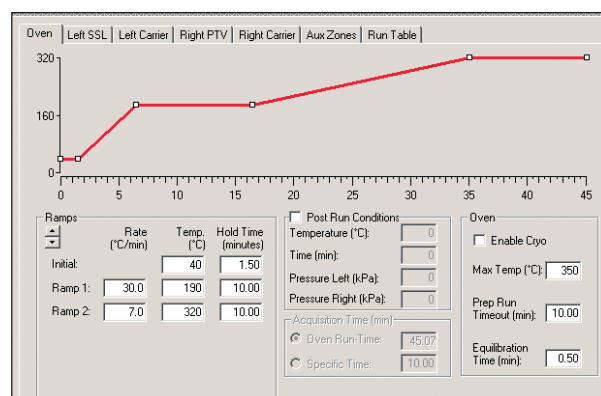 Oven Left SSL Left Carrier Right PTV Right Carrier Aux Zones Run Table
320
160
0
0 5 10 15 20 25 30 35 40 45
Ramps
Rate (°C/min) Temp. (°C) Hold Time (minutes)
Initial: 40 1.50
Ramp 1: 30.0 190 10.00
Ramp 2: 7.0 320 10.00
Post Run Conditions
Temperature (°C): 0
Time (min): 0
Pressure Left (kPa): 0
Pressure Right (kPa): 0
Acquisition Time (min)
Oven Run-Time: 45.07
Specific Time: 10.00
Oven
Enable Cryo
Max Temp (°C): 350
Prep Run
Timeout (min): 10.00
Equilibration
Time (min): 0.50